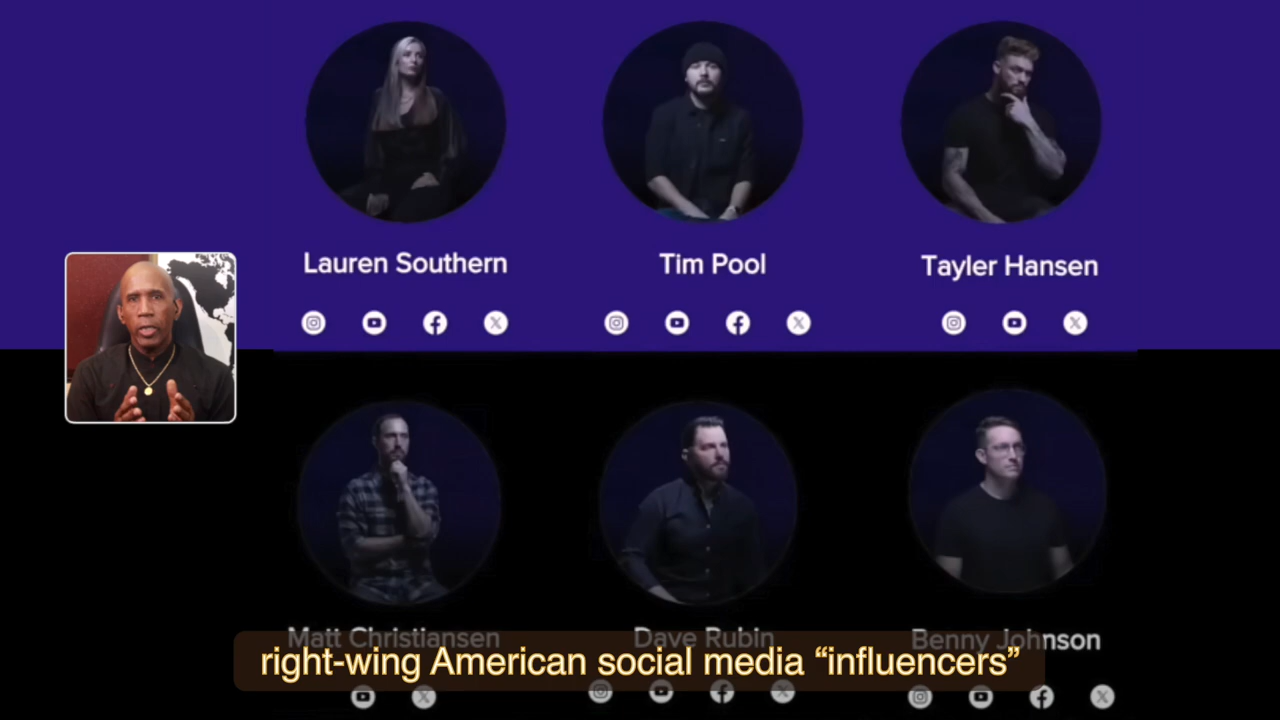 Lauren Southern
Tim Pool
Tayler Hansen
Matt Christiansen
Dave Rubin
Benny Johnson
right-wing American social media “influencers”